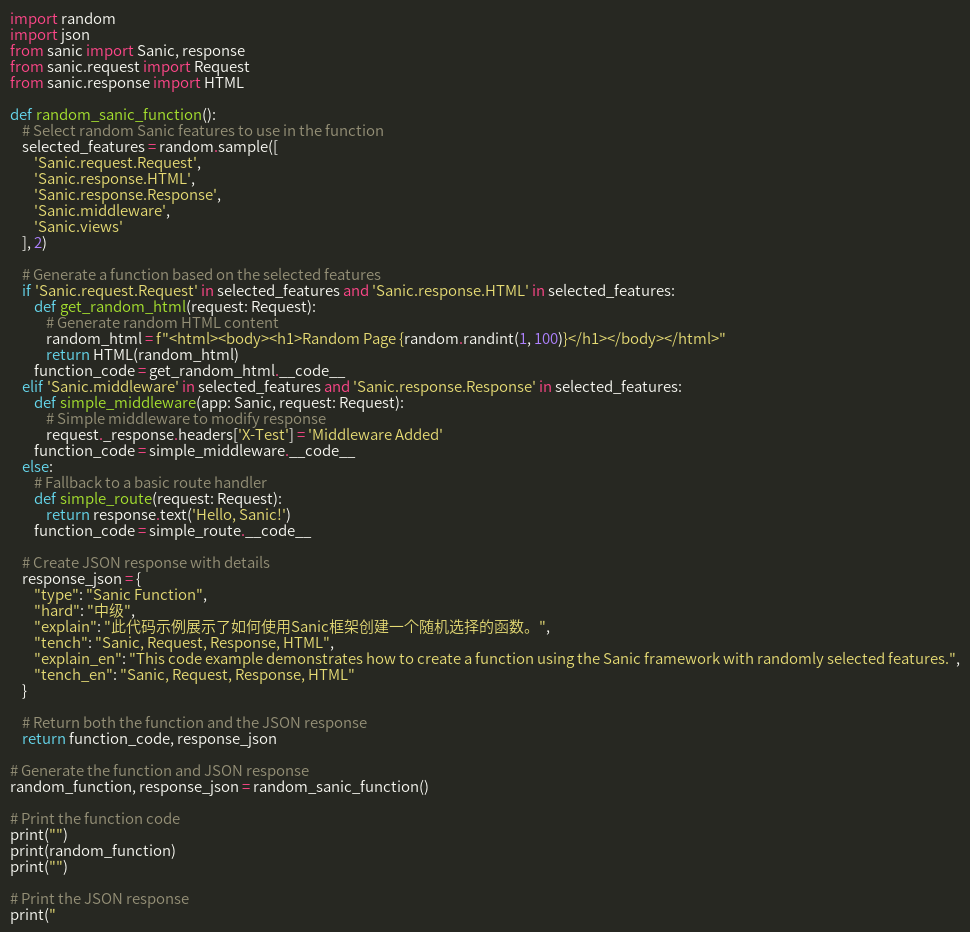 import random
import json
from sanic import Sanic, response
from sanic.request import Request
from sanic.response import HTML

def random_sanic_function():
    # Select random Sanic features to use in the function
    selected_features = random.sample([
        'Sanic.request.Request',
        'Sanic.response.HTML',
        'Sanic.response.Response',
        'Sanic.middleware',
        'Sanic.views'
    ], 2)

    # Generate a function based on the selected features
    if 'Sanic.request.Request' in selected_features and 'Sanic.response.HTML' in selected_features:
        def get_random_html(request: Request):
            # Generate random HTML content
            random_html = f"<html><body><h1>Random Page {random.randint(1, 100)}</h1></body></html>"
            return HTML(random_html)
        function_code = get_random_html.__code__
    elif 'Sanic.middleware' in selected_features and 'Sanic.response.Response' in selected_features:
        def simple_middleware(app: Sanic, request: Request):
            # Simple middleware to modify response
            request._response.headers['X-Test'] = 'Middleware Added'
        function_code = simple_middleware.__code__
    else:
        # Fallback to a basic route handler
        def simple_route(request: Request):
            return response.text('Hello, Sanic!')
        function_code = simple_route.__code__

    # Create JSON response with details
    response_json = {
        "type": "Sanic Function",
        "hard": "中级",
        "explain": "此代码示例展示了如何使用Sanic框架创建一个随机选择的函数。",
        "tench": "Sanic, Request, Response, HTML",
        "explain_en": "This code example demonstrates how to create a function using the Sanic framework with randomly selected features.",
        "tench_en": "Sanic, Request, Response, HTML"
    }

    # Return both the function and the JSON response
    return function_code, response_json

# Generate the function and JSON response
random_function, response_json = random_sanic_function()

# Print the function code
print("")
print(random_function)
print("")

# Print the JSON response
print("